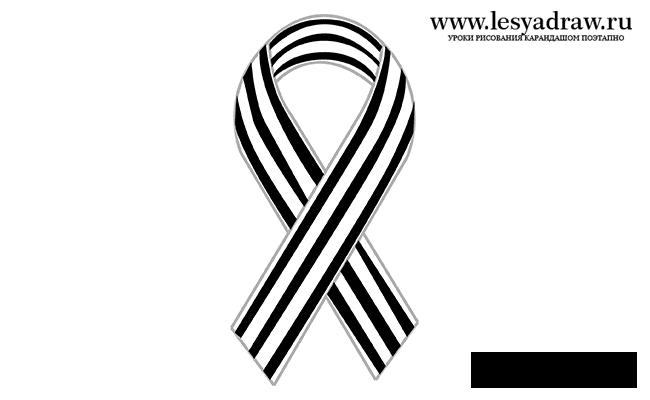 www.lesyadraw.ru
УРОКИ РИСОВАНИЯ КАРАНДАШОМ ПОЭТАПНО